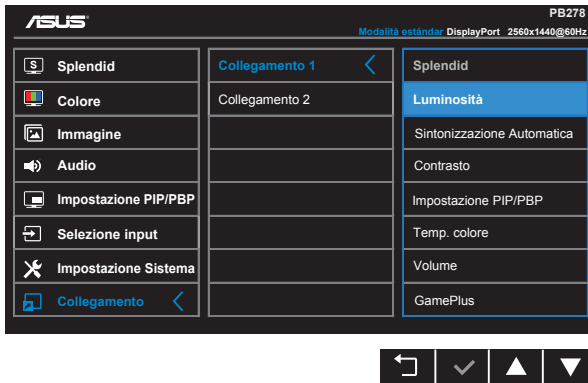 ASUS
PB278
Modalità estándar DisplayPort 2560x1440@60Hz
S Splendid
Colore
Immagine
Audio
Impostazione PIP/PBP
Selezione input
Impostazione Sistema
Collegamento
Collegamento 1
Collegamento 2
Splendid
Luminosità
Sintonizzazione Automatica
Contrasto
Impostazione PIP/PBP
Temp. colore
Volume
GamePlus